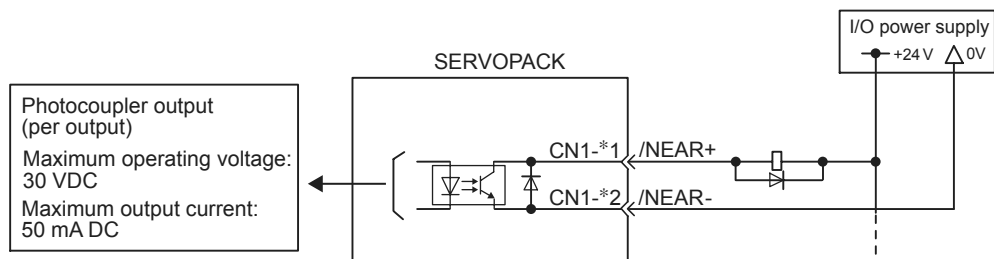 I/O power supply
+24 V
0V
SERVOPACK
Photocoupler output
(per output)
Maximum operating voltage:
30 VDC
Maximum output current:
50 mA DC
CN1-*1
/NEAR+
CN1-*2
/NEAR-